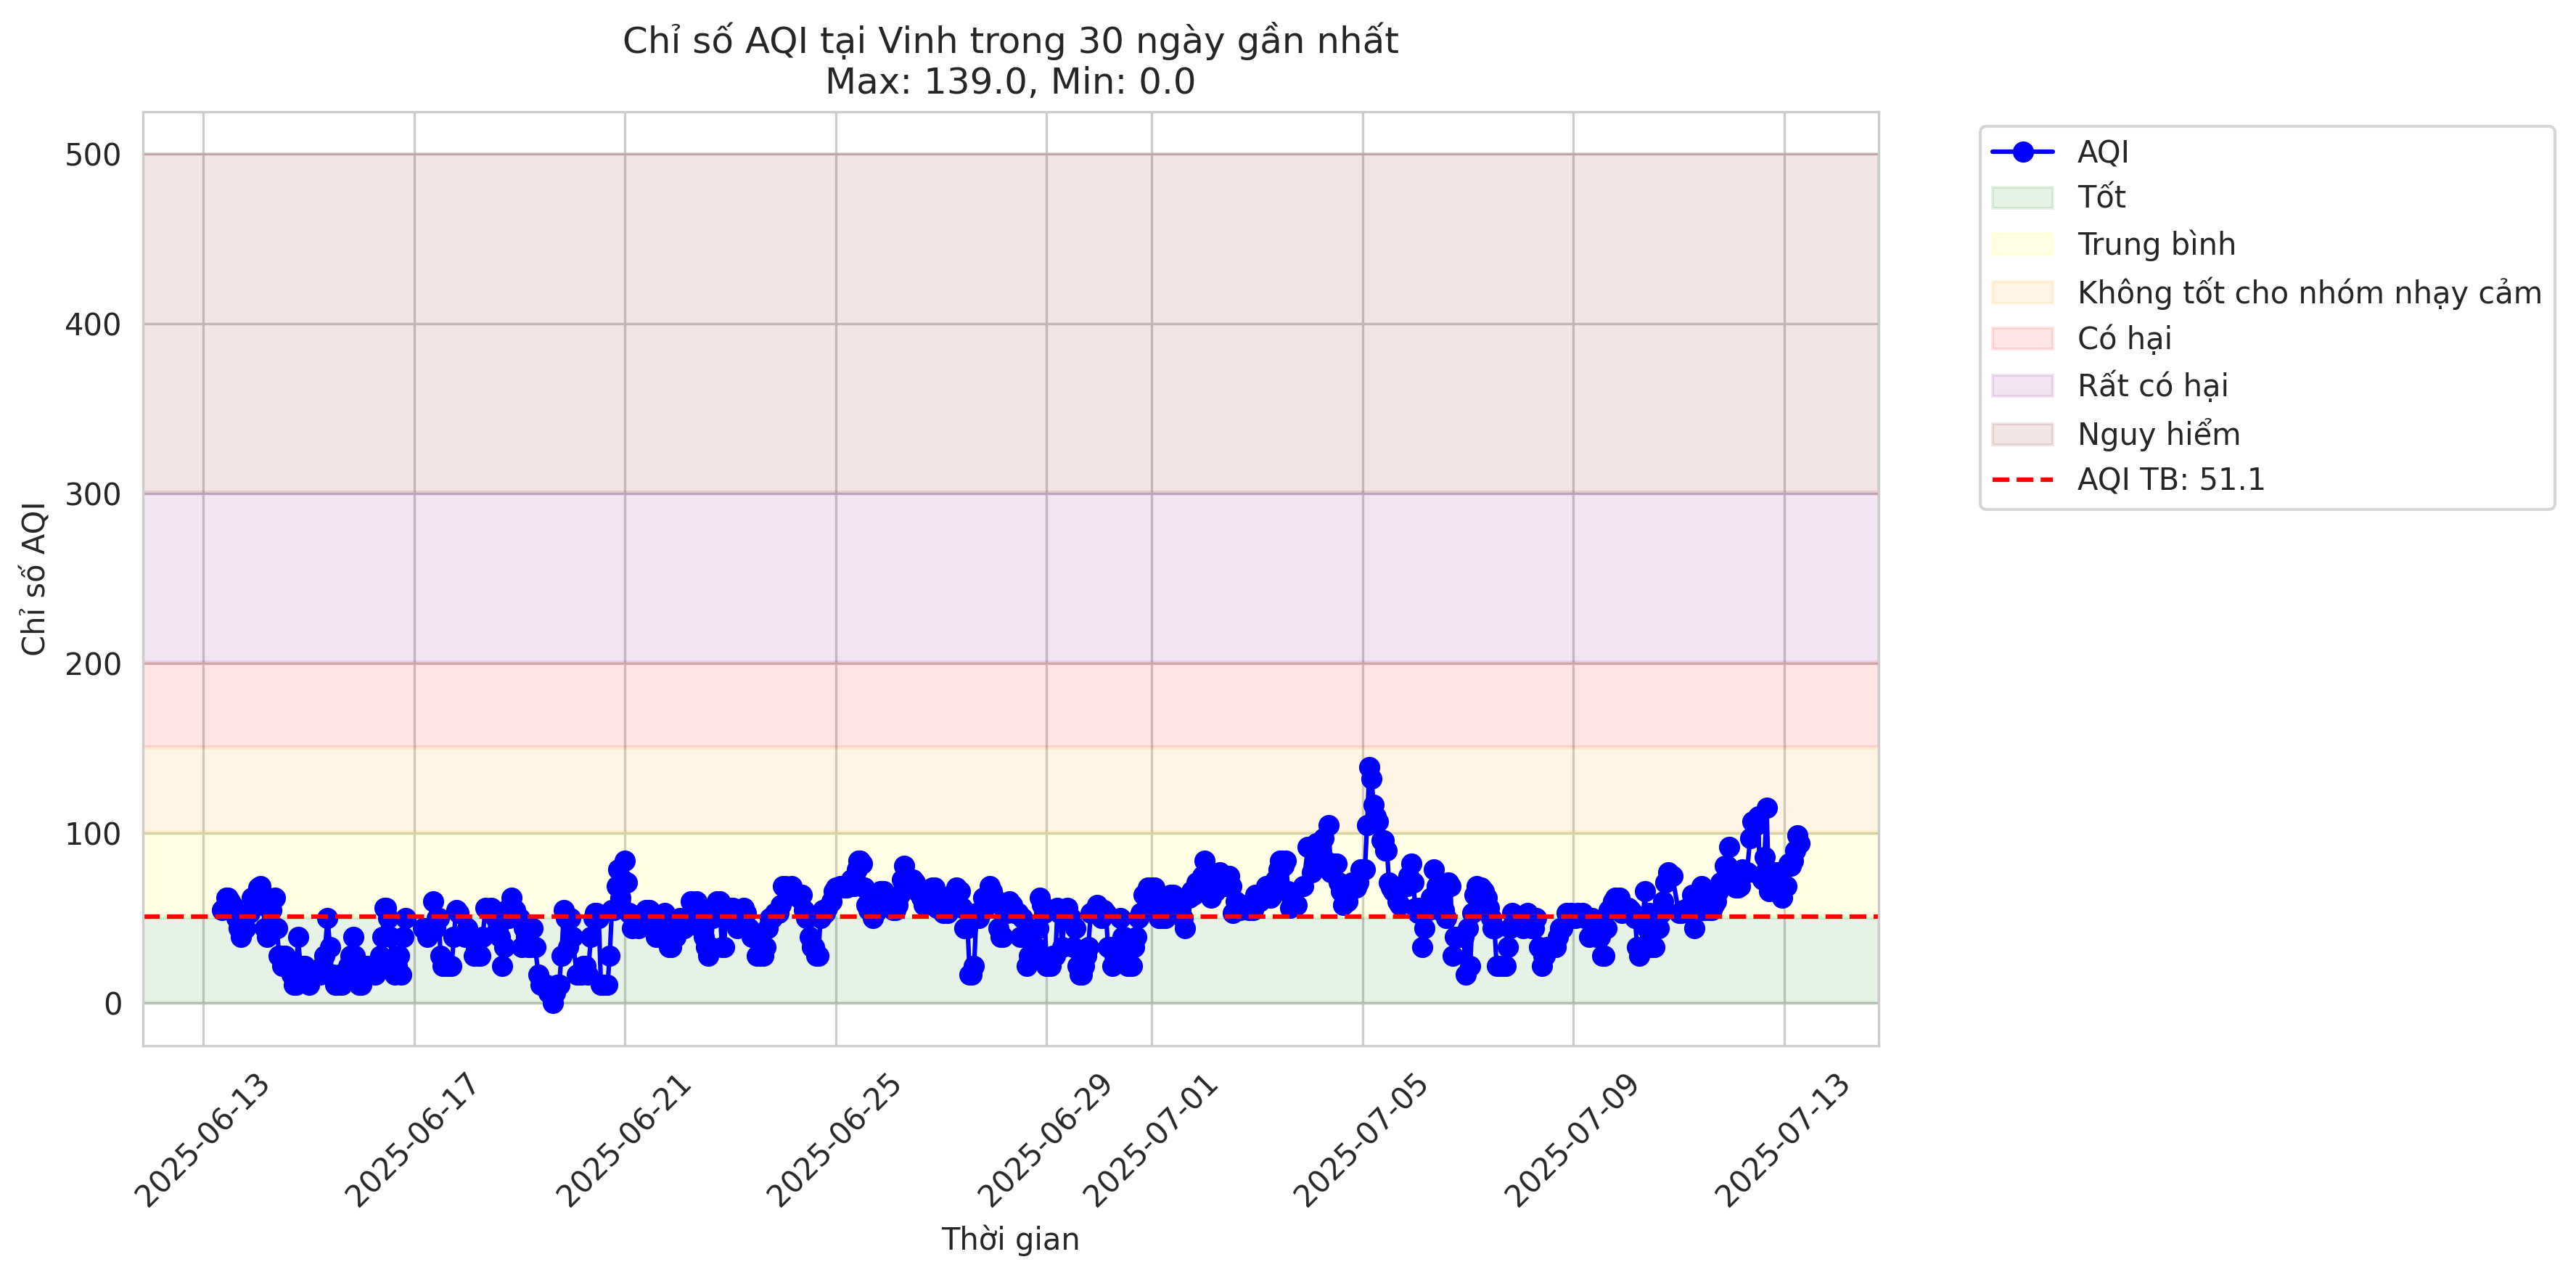 Chỉ số AQI tại Vinh trong 30 ngày gần nhất
Max: 139.0, Min: 0.0
Chỉ số AQI
500
400
300
200
100
0
2025-06-13
2025-06-17
2025-06-21
2025-06-25
2025-06-29
2025-07-01
2025-07-05
2025-07-09
2025-07-13
Thời gian
AQI
Tốt
Trung bình
Không tốt cho nhóm nhạy cảm
Có hại
Rất có hại
Nguy hiểm
AQI TB: 51.1